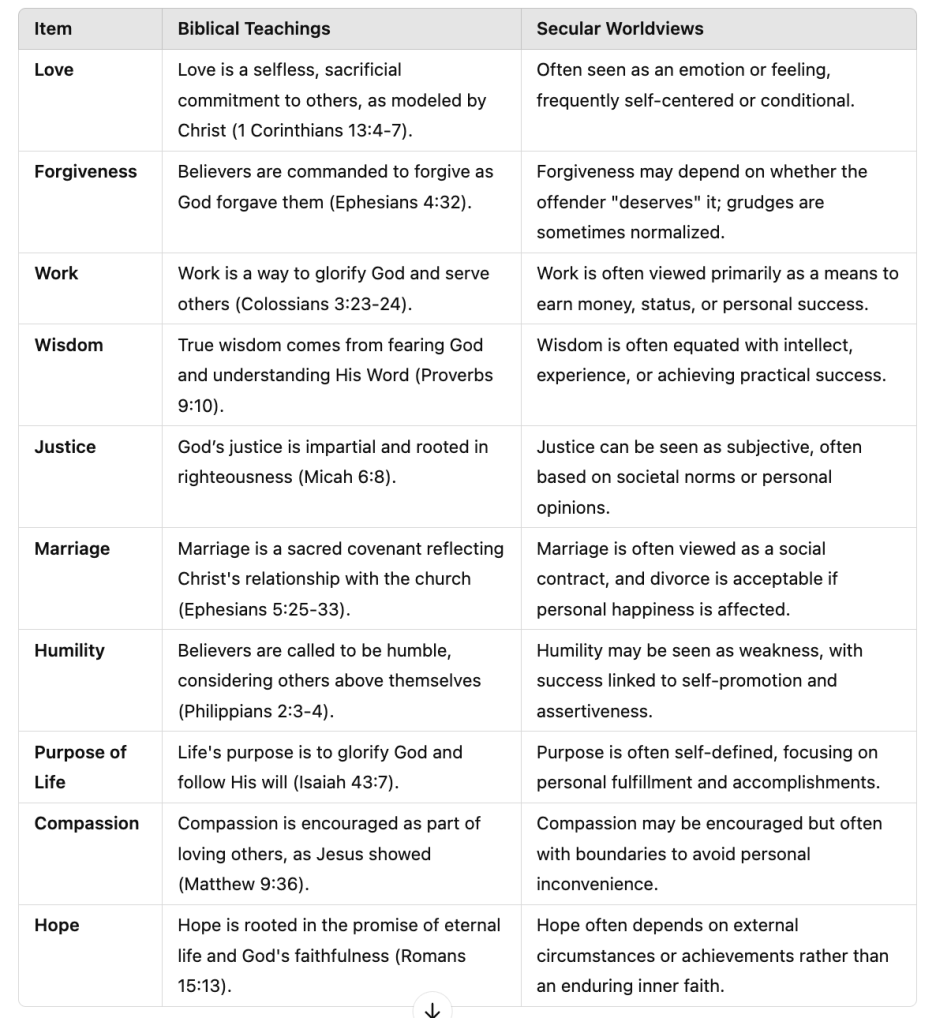 Item Biblical Teachings Secular Worldviews
Love Love is a selfless, sacrificial Often seen as an emotion or feeling,
commitment to others, as modeled by frequently self-centered or conditional.
Christ (1 Corinthians 13:4-7).
Forgiveness Believers are commanded to forgive as Forgiveness may depend on whether the
God forgave them (Ephesians 4:32). offender "deserves" it; grudges are
sometimes normalized.
Work Work is a way to glorify God and serve Work is often viewed primarily as a means to
others (Colossians 3:23-24). earn money, status, or personal success.
Wisdom True wisdom comes from fearing God Wisdom is often equated with intellect,
and understanding His Word (Proverbs experience, or achieving practical success.
9:10).
Justice God's justice is impartial and rooted in Justice can be seen as subjective, often
righteousness (Micah 6:8). based on societal norms or personal
opinions.
Marriage Marriage is a sacred covenant reflecting Marriage is often viewed as a social
Christ's relationship with the church contract, and divorce is acceptable if
(Ephesians 5:25-33). personal happiness is affected.
Humility Believers are called to be humble, Humility may be seen as weakness, with
considering others above themselves success linked to self-promotion and
(Philippians 2:3-4). assertiveness.
Purpose of Life's purpose is to glorify God and Purpose is often self-defined, focusing on
Life follow His will (Isaiah 43:7). personal fulfillment and accomplishments.
Compassion Compassion is encouraged as part of Compassion may be encouraged but often
loving others, as Jesus showed with boundaries to avoid personal
(Matthew 9:36). inconvenience.
Hope Hope is rooted in the promise of eternal Hope often depends on external
life and God's faithfulness (Romans circumstances or achievements rather than
15:13). an enduring inner faith.